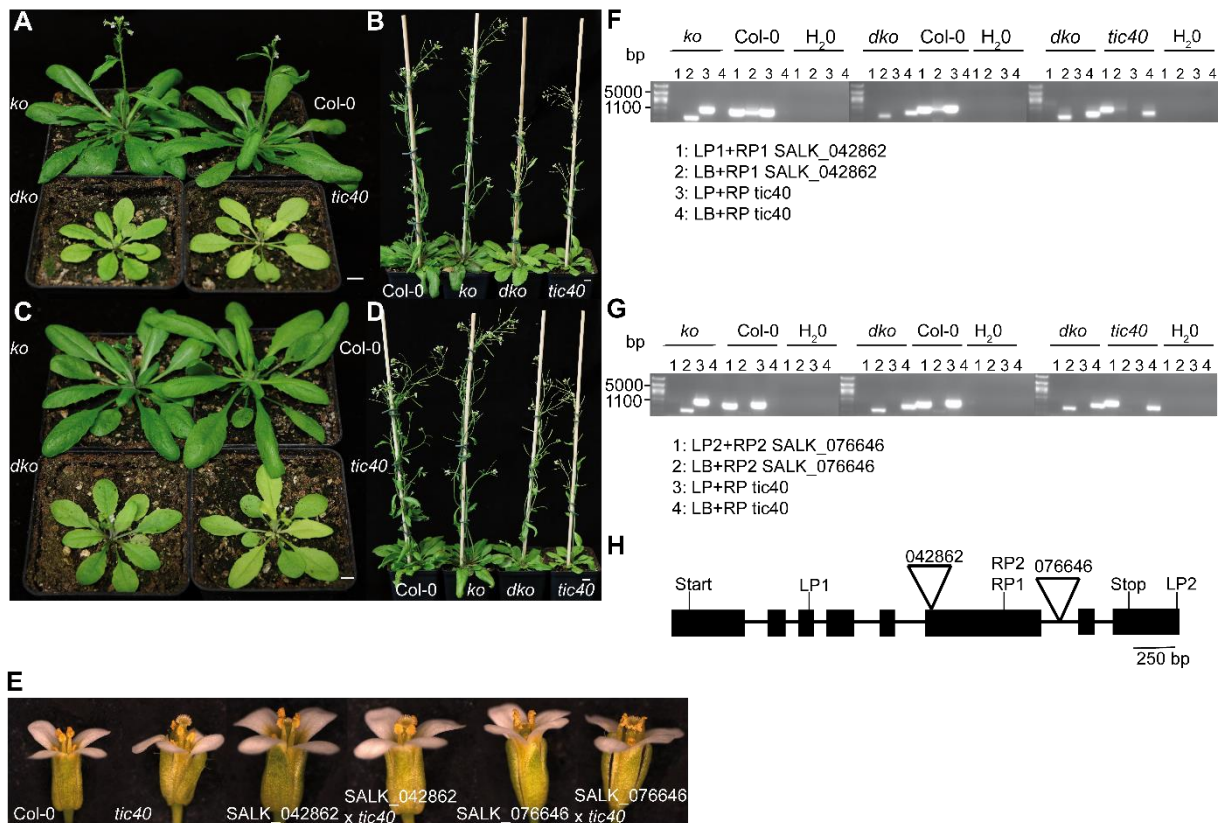 A
ko
Col-0
dko
tic40
B
Col-0 ko dko tic40
C
ko
Col-0
dko
tic40
D
Col-0 ko dko tic40
E
Col-0
tic40
SALK_042862
SALK_042862
x tic40
SALK_076646
SALK_076646
x tic40
F
bp
ko Col-0 H20 dko Col-0 H20 dko tic40 H20
1 2 3 4 1 2 3 4 1 2 3 4 1 2 3 4 1 2 3 4 1 2 3 4 1 2 3 4 1 2 3 4 1 2 3 4
5000
1100
1: LP1+RP1 SALK_042862
2: LB+RP1 SALK_042862
3: LP+RP tic40
4: LB+RP tic40
G
bp
ko Col-0 H20 dko Col-0 H20 dko tic40 H20
1 2 3 4 1 2 3 4 1 2 3 4 1 2 3 4 1 2 3 4 1 2 3 4 1 2 3 4 1 2 3 4 1 2 3 4
5000
1100
1: LP2+RP2 SALK_076646
2: LB+RP2 SALK_076646
3: LP+RP tic40
4: LB+RP tic40
H
042862
076646
Start
LP1
RP2
RP1
Stop
LP2
250 bp